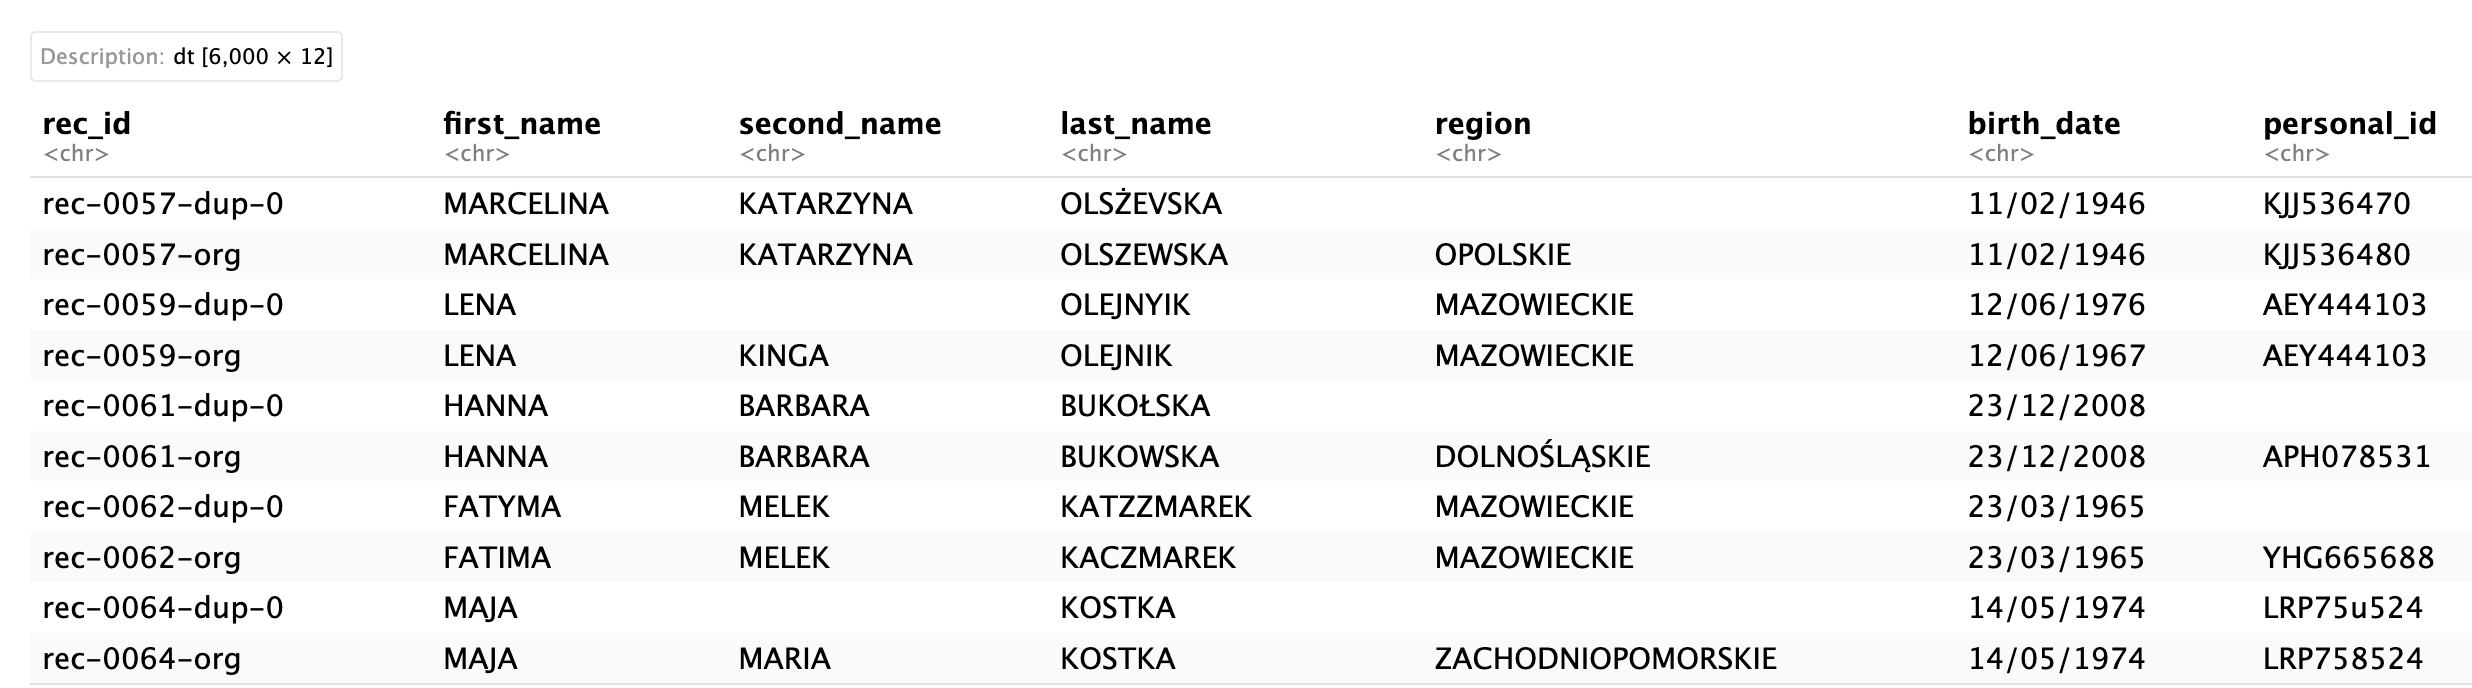 Description: dt [6,000 × 12]
rec_id first_name second_name last_name region birth_date personal_id
<chr> <chr> <chr> <chr> <chr> <chr> <chr>
rec-0057-dup-0 MARCELINA KATARZYNA OLSŻEVSKA 11/02/1946 KJJ536470
rec-0057-org MARCELINA KATARZYNA OLSZEWSKA OPOLSKIE 11/02/1946 KJJ536480
rec-0059-dup-0 LENA OLEJNYIK MAZOWIECKIE 12/06/1976 AEY444103
rec-0059-org LENA KINGA OLEJNIK MAZOWIECKIE 12/06/1967 AEY444103
rec-0061-dup-0 HANNA BARBARA BUKOŁSKA 23/12/2008
rec-0061-org HANNA BARBARA BUKOWSKA DOLNOŚLĄSKIE 23/12/2008 APH078531
rec-0062-dup-0 FATYMA MELEK KATZZMAREK MAZOWIECKIE 23/03/1965
rec-0062-org FATIMA MELEK KACZMAREK MAZOWIECKIE 23/03/1965 YHG665688
rec-0064-dup-0 MAJA KOSTKA 14/05/1974 LRP75u524
rec-0064-org MAJA MARIA KOSTKA ZACHODNIOPOMORSKIE 14/05/1974 LRP758524